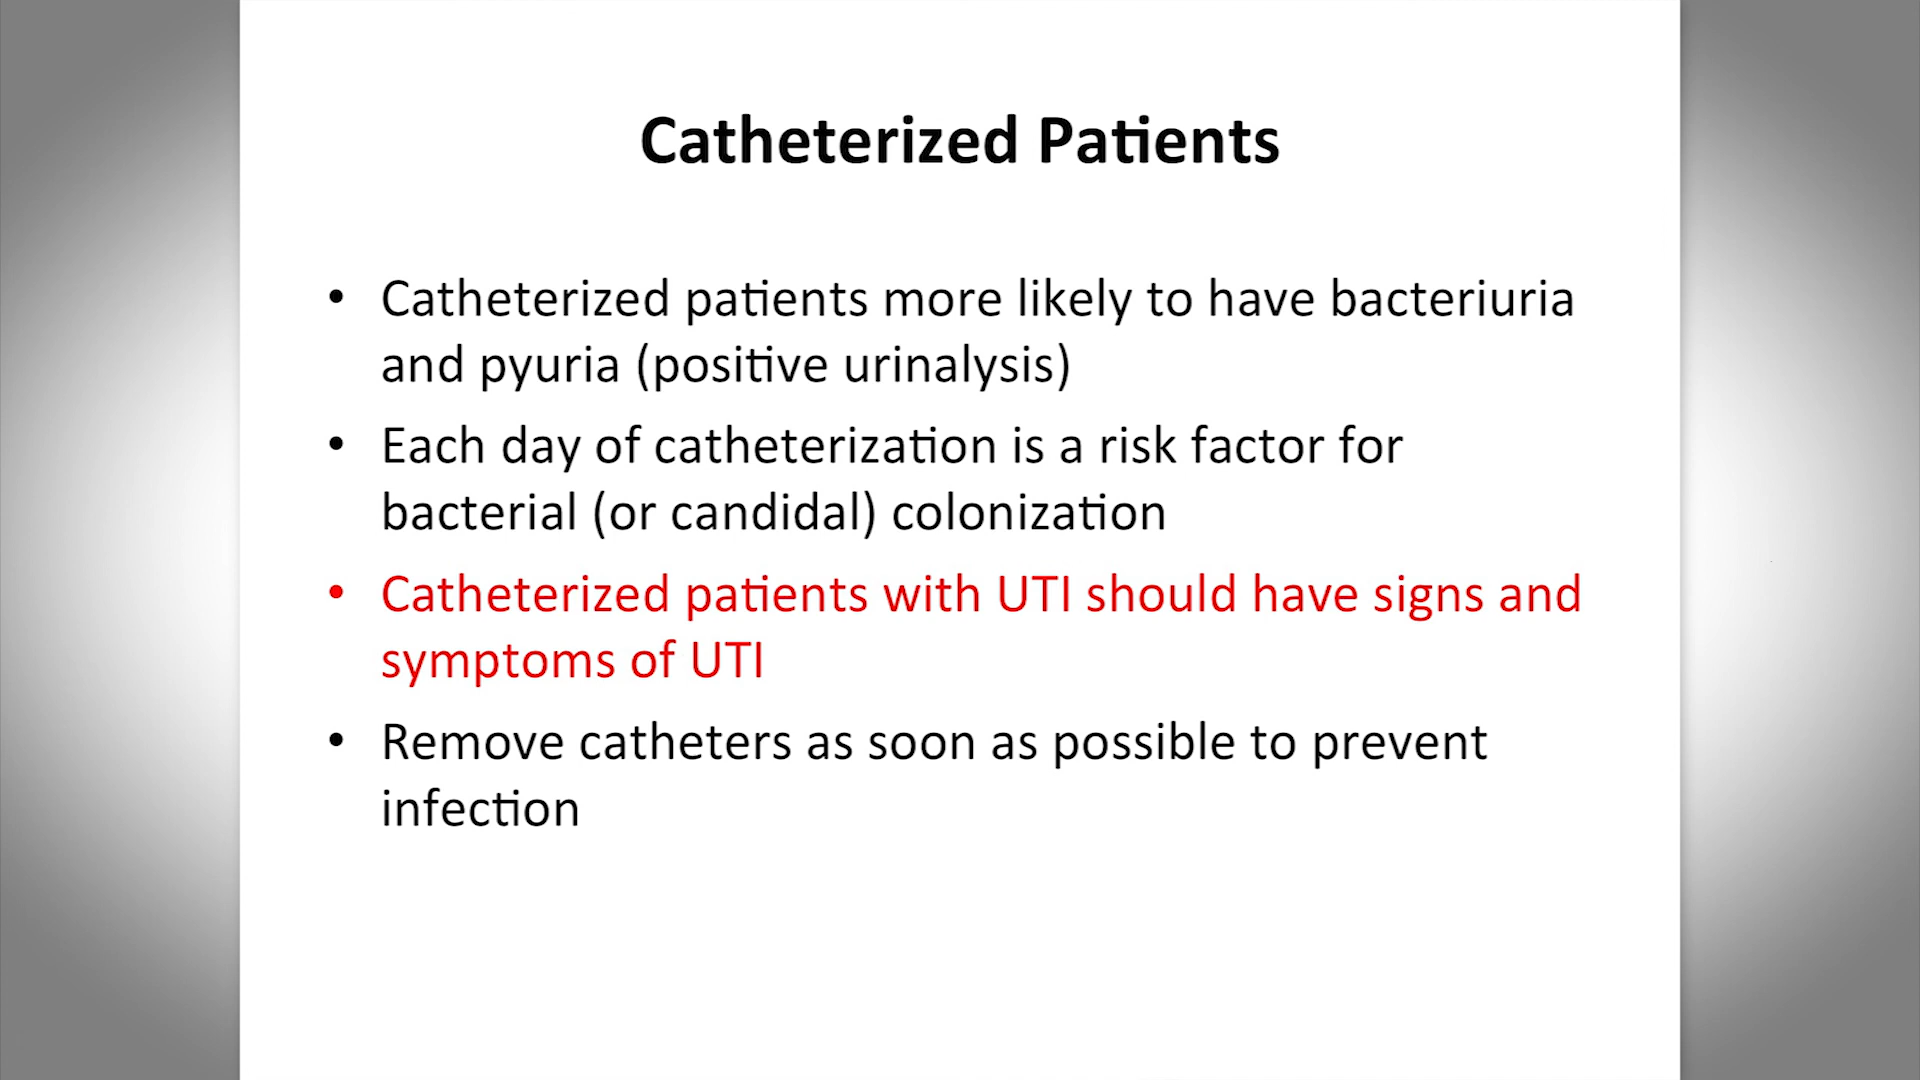 Catheterized Patients
• Catheterized patients more likely to have bacteriuria
and pyuria (positive urinalysis)
• Each day of catheterization is a risk factor for
bacterial (or candidal) colonization
• Catheterized patients with UTI should have signs and
symptoms of UTI
• Remove catheters as soon as possible to prevent
infection